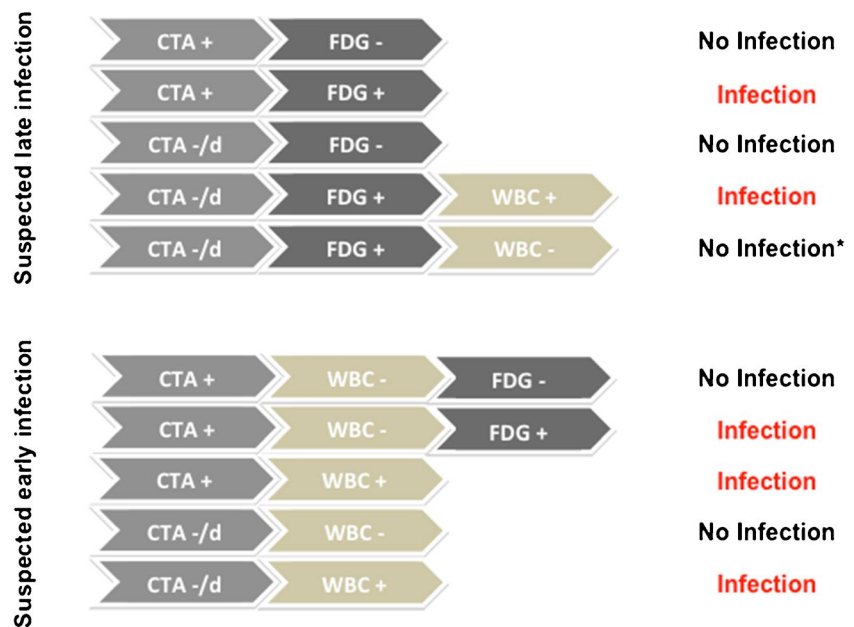 Suspected late infection
CTA + FDG - No Infection
CTA + FDG + Infection
CTA -/d FDG - No Infection
CTA -/d FDG + WBC + Infection
CTA -/d FDG + WBC - No Infection*
Suspected early infection
CTA + WBC - FDG - No Infection
CTA + WBC - FDG + Infection
CTA + WBC + Infection
CTA -/d WBC - No Infection
CTA -/d WBC + Infection